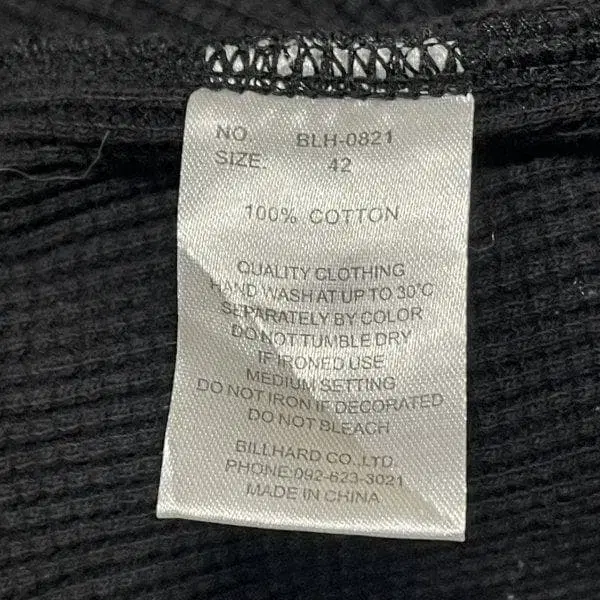 NO. BLH-0821
SIZE: 42
100% COTTON
QUALITY CLOTHING
HAND WASH AT UP TO 30°C
SEPARATELY BY COLOR
DO NOT TUMBLE DRY
IF IRONED USE
MEDIUM SETTING
DO NOT IRON IF DECORATED
DO NOT BLEACH
BILLHARD CO.,LTD.
PHONE:092-623-3021
MADE IN CHINA